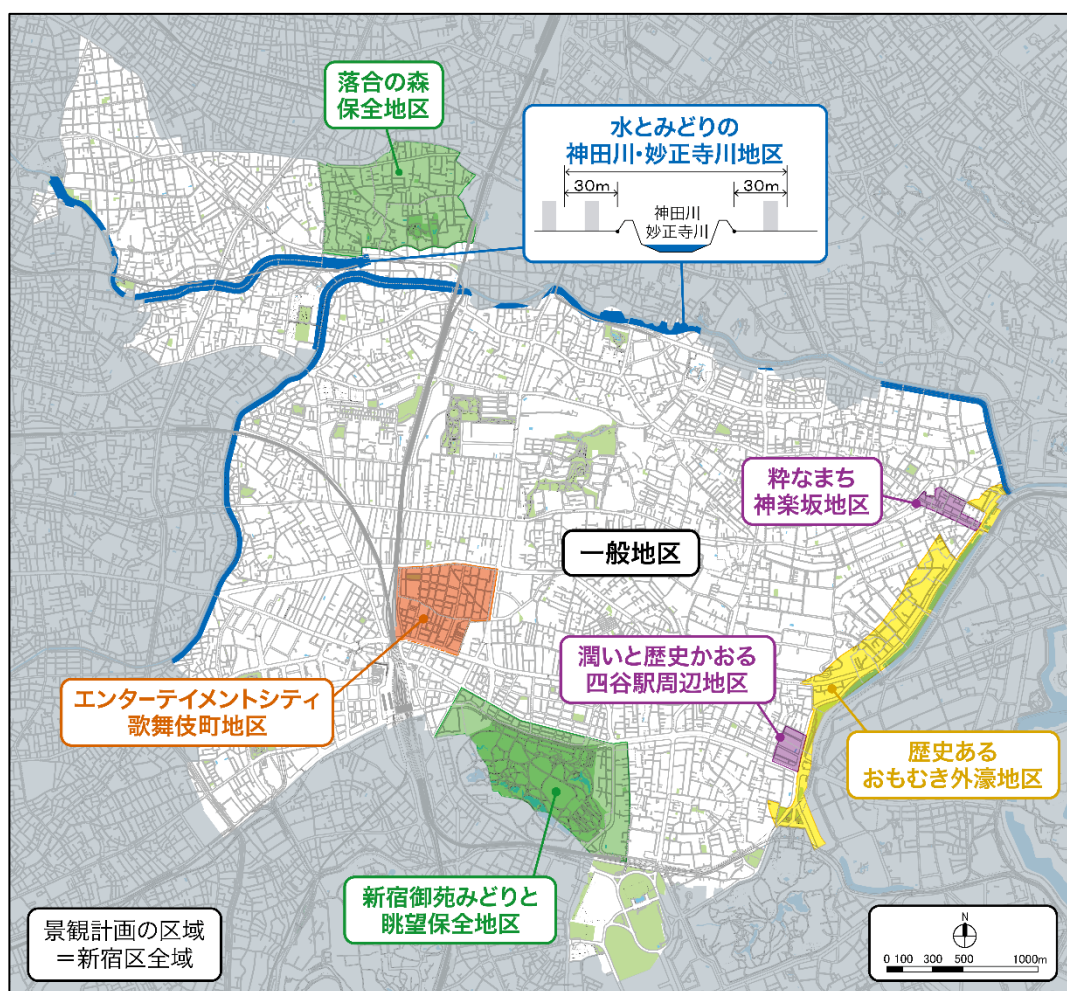 落合の森
保全地区
水とみどりの
神田川・妙正寺川地区
30m
30m
神田川
妙正寺川
粋なまち
神楽坂地区
一般地区
潤いと歴史かおる
四谷駅周辺地区
エンターテイメントシティ
歌舞伎町地区
歴史ある
おもむき外濠地区
新宿御苑みどりと
眺望保全地区
景観計画の区域
＝新宿区全域
N
0 100 300 500 1000m